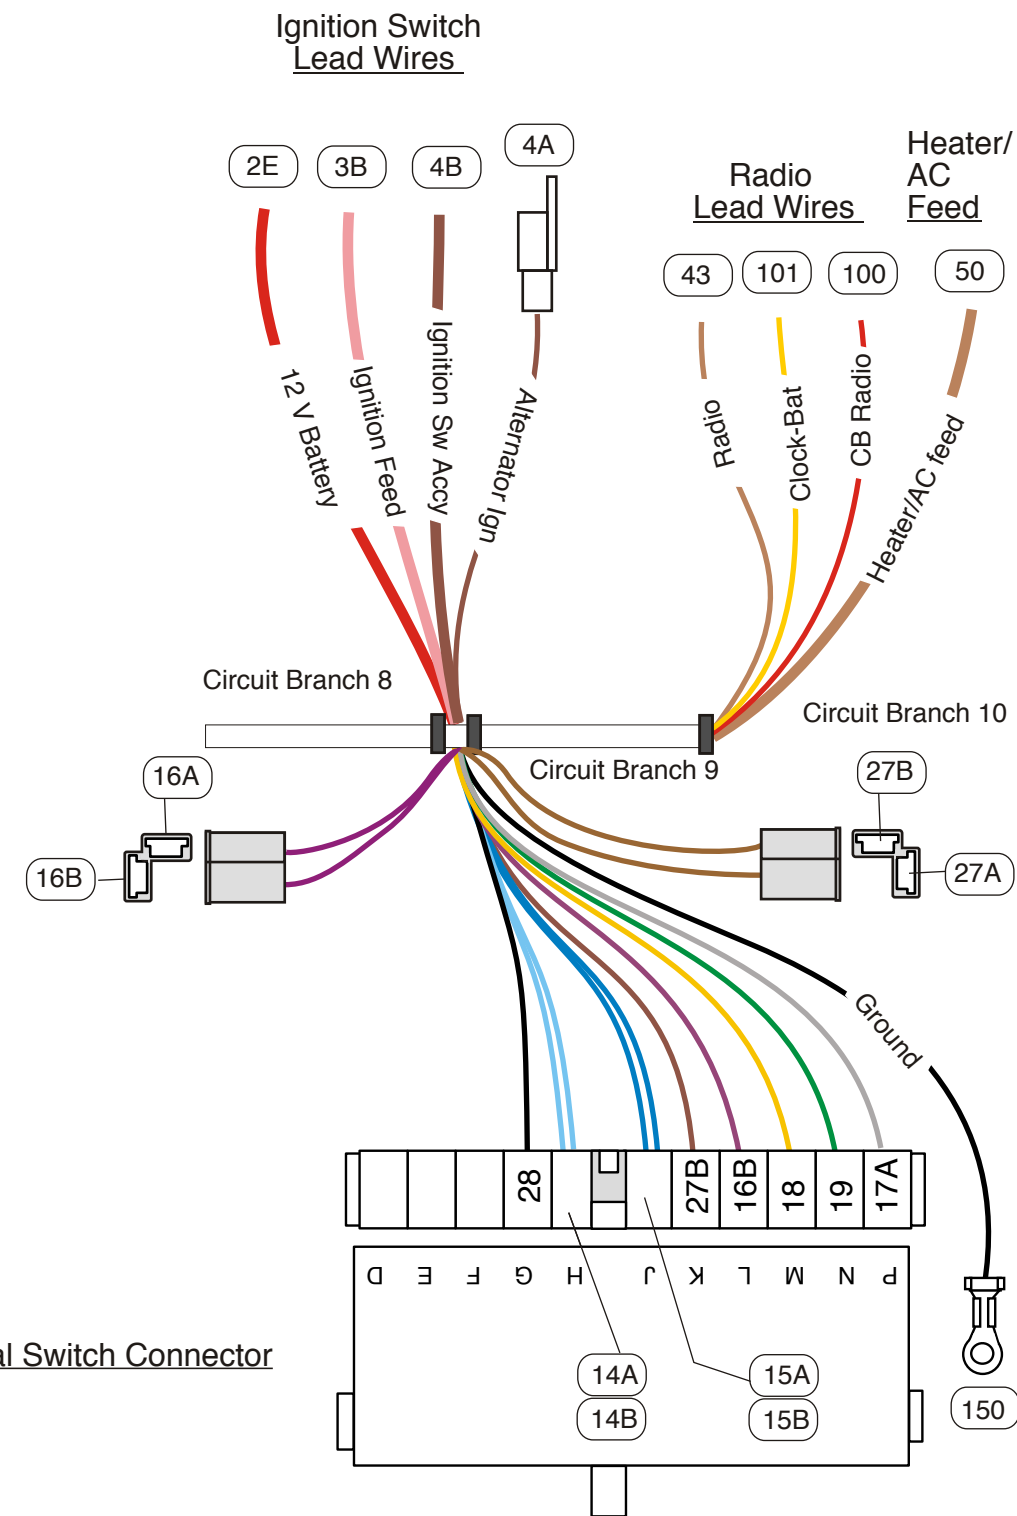 Ignition Switch
Lead Wires
2E
3B
4B
4A
Radio
Lead Wires
Heater/
AC
Feed
43
101
100
50
12 V Battery
Ignition Feed
Ignition Sw Accy
Alternator Ign
Radio
Clock-Bat
CB Radio
Heater/AC feed
Circuit Branch 8
Circuit Branch 10
Circuit Branch 9
16A
16B
27B
27A
Ground
28
27B
16B
18
19
17A
D E F G H J K L M N P
al Switch Connector
14A
14B
15A
15B
150